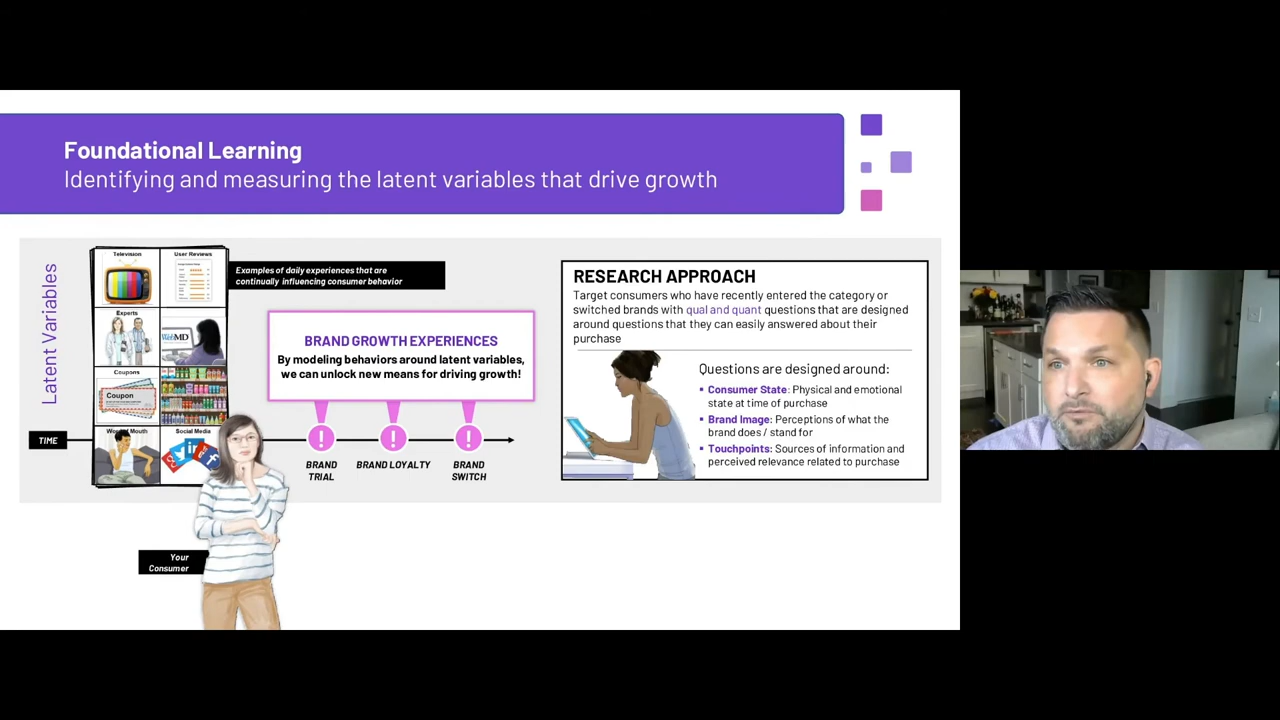 Foundational Learning
Identifying and measuring the latent variables that drive growth
Latent Variables
Television
User Reviews
Experts
WebMD
Coupons
Coupon
Social Media
Examples of daily experiences that are
continually influencing consumer behavior
BRAND GROWTH EXPERIENCES
By modeling behaviors around latent variables,
we can unlock new means for driving growth!
TIME
!
!
!
BRAND
TRIAL
BRAND LOYALTY
BRAND
SWITCH
Your
Consumer
RESEARCH APPROACH
Target consumers who have recently entered the category or
switched brands with qual and quant questions that are designed
around questions that they can easily answered about their
purchase
Questions are designed around:
▪ Consumer State: Physical and emotional
state at time of purchase
▪ Brand Image: Perceptions of what the
brand does / stand for
▪ Touchpoints: Sources of information and
perceived relevance related to purchase